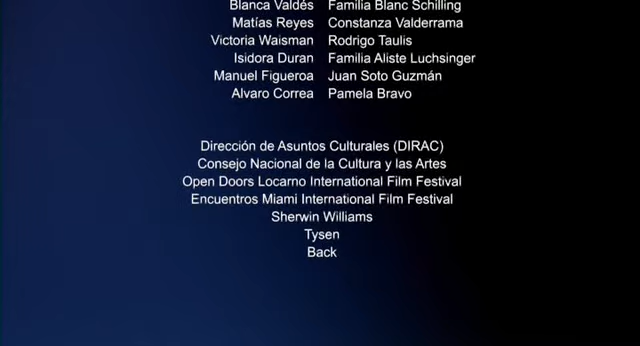 Blanca Valdés Familia Blanc Schilling
Matías Reyes Constanza Valderrama
Victoria Waisman Rodrigo Taulis
Isidora Duran Familia Aliste Luchsinger
Manuel Figueroa Juan Soto Guzmán
Alvaro Correa Pamela Bravo
Dirección de Asuntos Culturales (DIRAC)
Consejo Nacional de la Cultura y las Artes
Open Doors Locarno International Film Festival
Encuentros Miami International Film Festival
Sherwin Williams
Tysen
Back